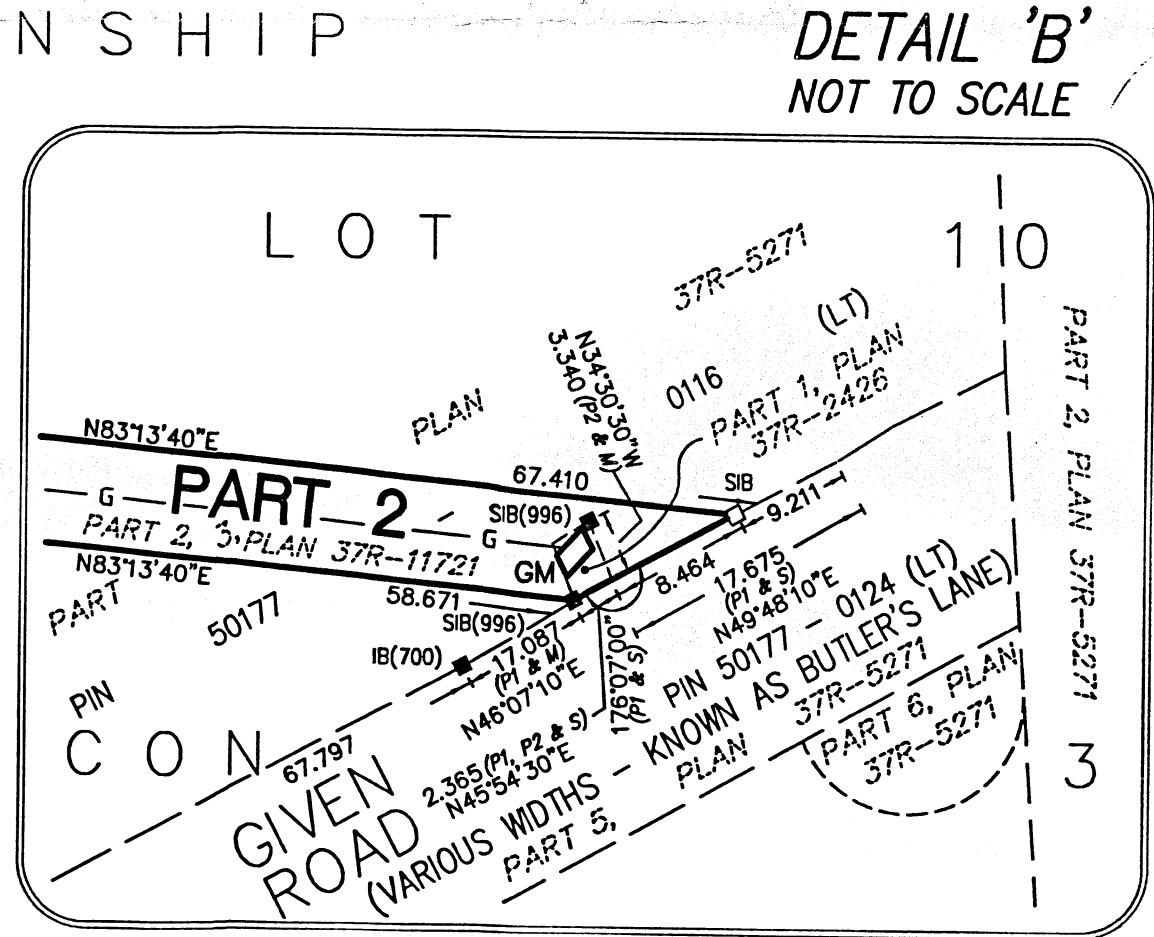 N S H I P
DETAIL 'B'
NOT TO SCALE
L O T
1 0
37R-5271
(LT)
N34°30'30"W
3.340 (P2 & M)
0116
PART 1, PLAN
37R-2426
PLAN
N83°13'40"E
67.410
SIB
G
PART 2
SIB(996)
T
9.211
G
PART 2, 3, PLAN 37R-11721
GM
N83°13'40"E
58.671
SIB(996)
8.464
17.675
(P1 & S)
N49°48'10"E
PART
50177
IB(700)
17.087
(P1 & M)
N46°07'10"E
176°07'00"
(P1 & S)
PIN
C O N
67.797
2.365 (P1, P2 & S)
N45°54'30"E
GIVEN
ROAD
PIN 50177 - 0124 (LT)
(VARIOUS WIDTHS - KNOWN AS BUTLER'S LANE)
PART 5, PLAN 37R-5271
PART 6, PLAN
37R-5271
PART 2, PLAN 37R-5271
3